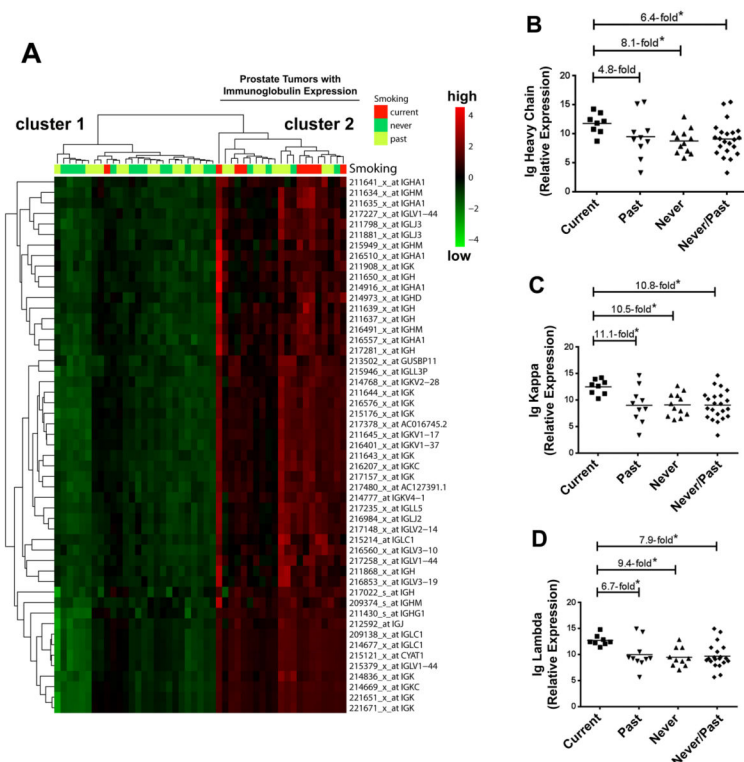 A
Prostate Tumors with
Immunoglobulin Expression
cluster 1
cluster 2
Smoking
current
never
past
high
4
2
0
−2
−4
low
Smoking
211641_x_at IGHA1
211634_x_at IGHM
211635_x_at IGHA1
217227_x_at IGLV1−44
211798_x_at IGLJ3
211881_x_at IGLJ3
215949_x_at IGHM
216510_x_at IGHA1
211908_x_at IGK
211650_x_at IGH
214916_x_at IGHA1
214973_x_at IGHD
211639_x_at IGH
211637_x_at IGH
216491_x_at IGHM
216557_x_at IGHA1
217281_x_at IGH
213502_x_at GUSBP11
215946_x_at IGLL3P
214768_x_at IGKV2−28
211644_x_at IGK
216576_x_at IGK
215176_x_at IGK
217378_x_at AC016745.2
211645_x_at IGKV1−17
216401_x_at IGKV1−37
211643_x_at IGK
216207_x_at IGKC
217157_x_at IGK
217480_x_at AC127391.1
214777_at IGKV4−1
217235_x_at IGLL5
216984_x_at IGLJ2
217148_x_at IGLV2−14
215214_at IGLC1
216560_x_at IGLV3−10
217258_x_at IGLV1−44
211868_x_at IGH
216853_x_at IGLV3−19
217022_s_at IGH
209374_s_at IGHM
211430_s_at IGHG1
212592_at IGJ
209138_x_at IGLC1
214677_x_at IGLC1
215121_x_at CYAT1
215379_x_at IGLV1−44
214836_x_at IGK
214669_x_at IGKC
221651_x_at IGK
221671_x_at IGK
B
6.4-fold*
8.1-fold*
4.8-fold
Ig Heavy Chain
(Relative Expression)
20
15
10
5
0
Current
Past
Never
Never/Past
C
10.8-fold*
10.5-fold*
11.1-fold*
Ig Kappa
(Relative Expression)
20
15
10
5
0
Current
Past
Never
Never/Past
D
7.9-fold*
9.4-fold*
6.7-fold*
Ig Lambda
(Relative Expression)
20
15
10
5
0
Current
Past
Never
Never/Past